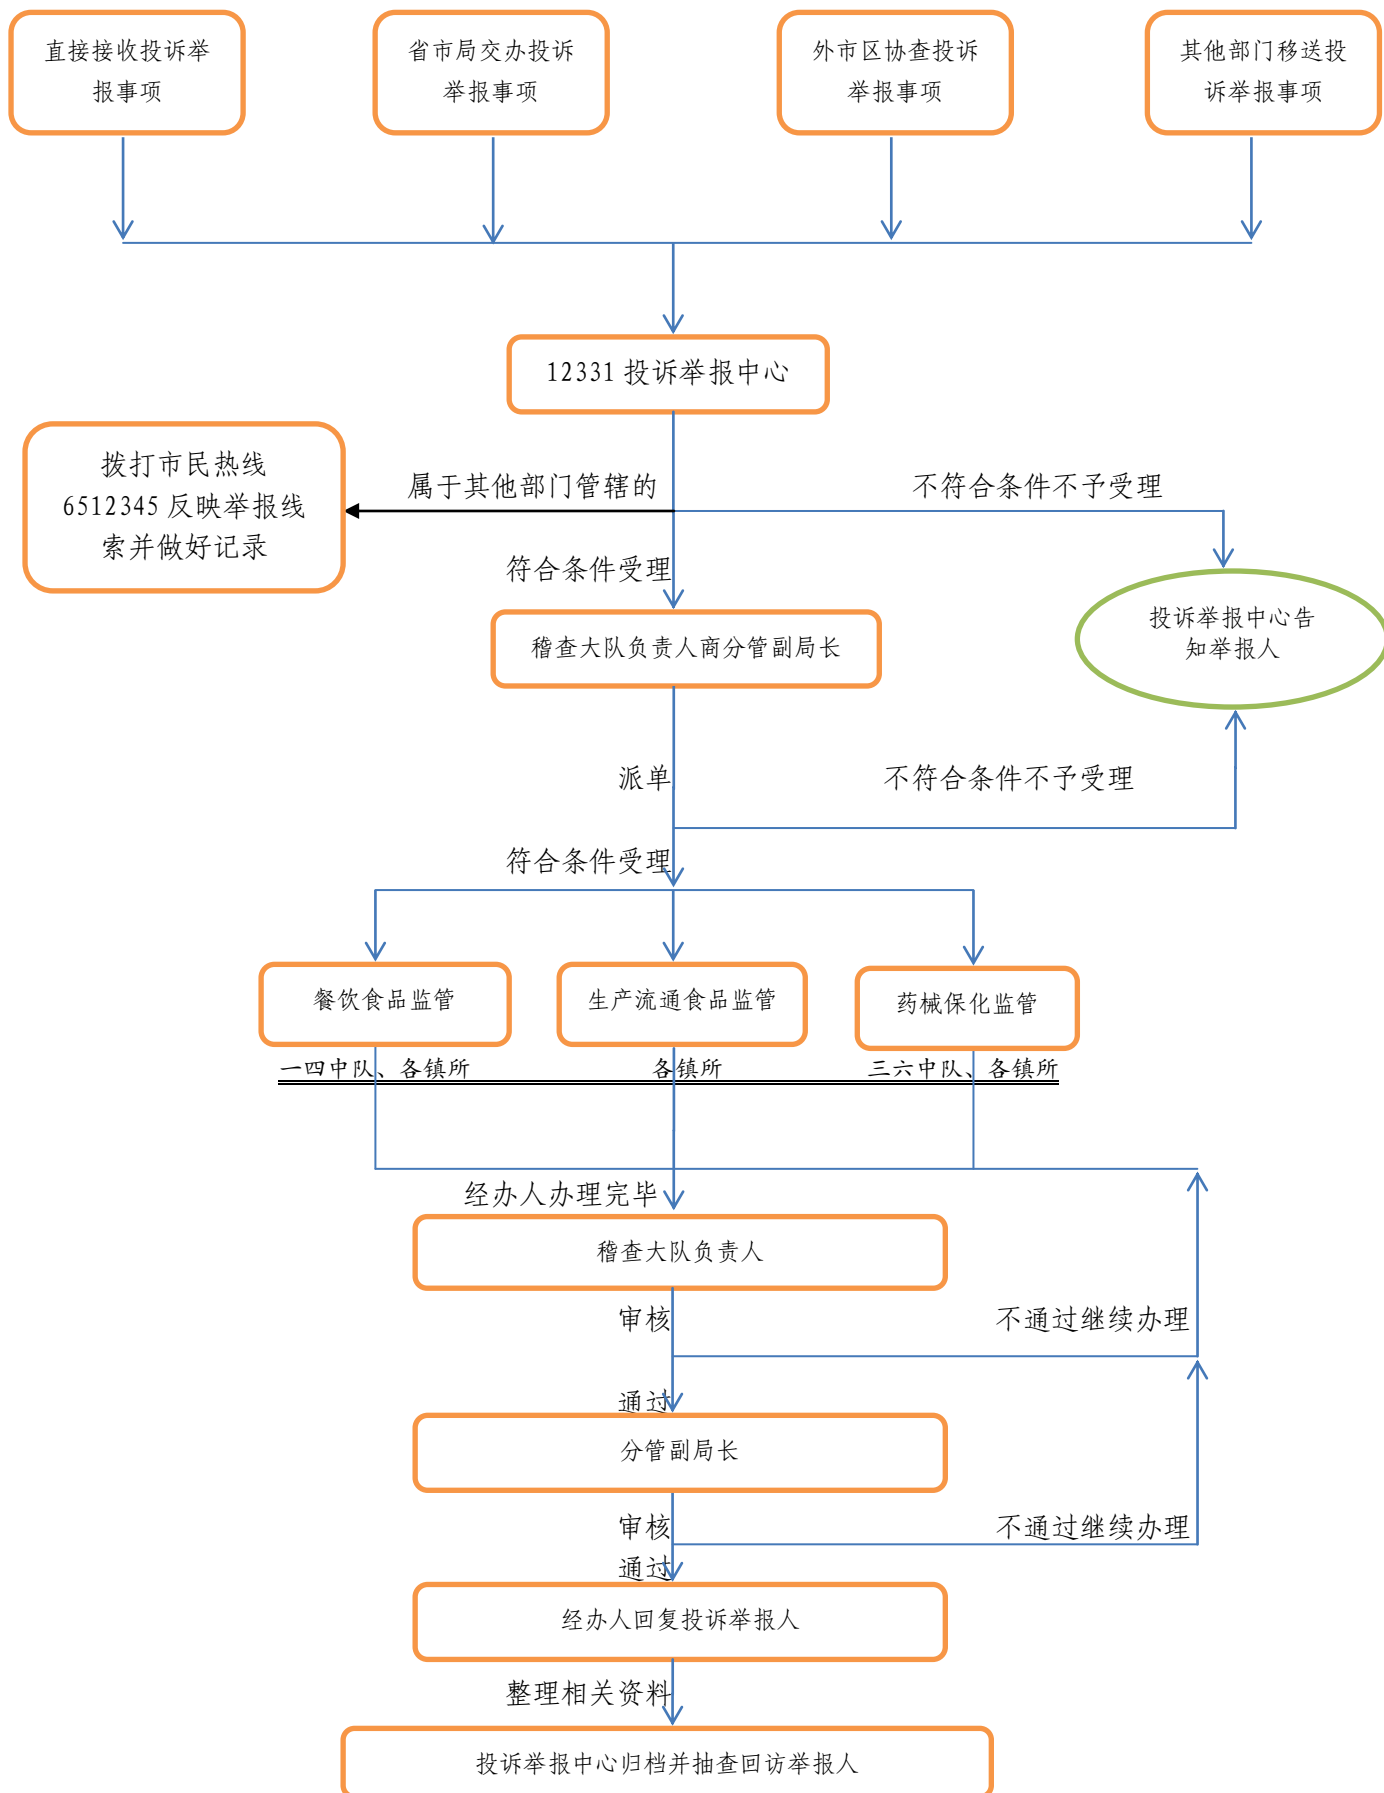 直接接收投诉举
报事项
省市局交办投诉
举报事项
外市区协查投诉
举报事项
其他部门移送投
诉举报事项
12331 投诉举报中心
拨打市民热线
6512345 反映举报线
索并做好记录
属于其他部门管辖的
不符合条件不予受理
符合条件受理
稽查大队负责人商分管副局长
投诉举报中心告
知举报人
派单
不符合条件不予受理
符合条件受理
餐饮食品监管
生产流通食品监管
药械保化监管
一四中队、各镇所
各镇所
三六中队、各镇所
经办人办理完毕
稽查大队负责人
审核
不通过继续办理
通过
分管副局长
审核
不通过继续办理
通过
经办人回复投诉举报人
整理相关资料
投诉举报中心归档并抽查回访举报人